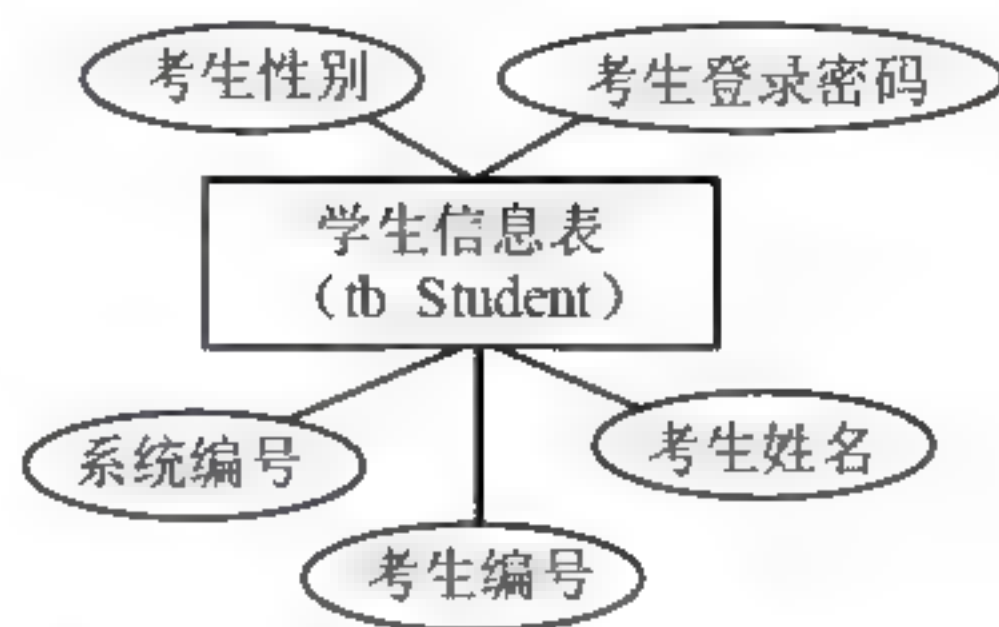 考生性别
考生登录密码
学生信息表
（tb Student）
系统编号
考生姓名
考生编号